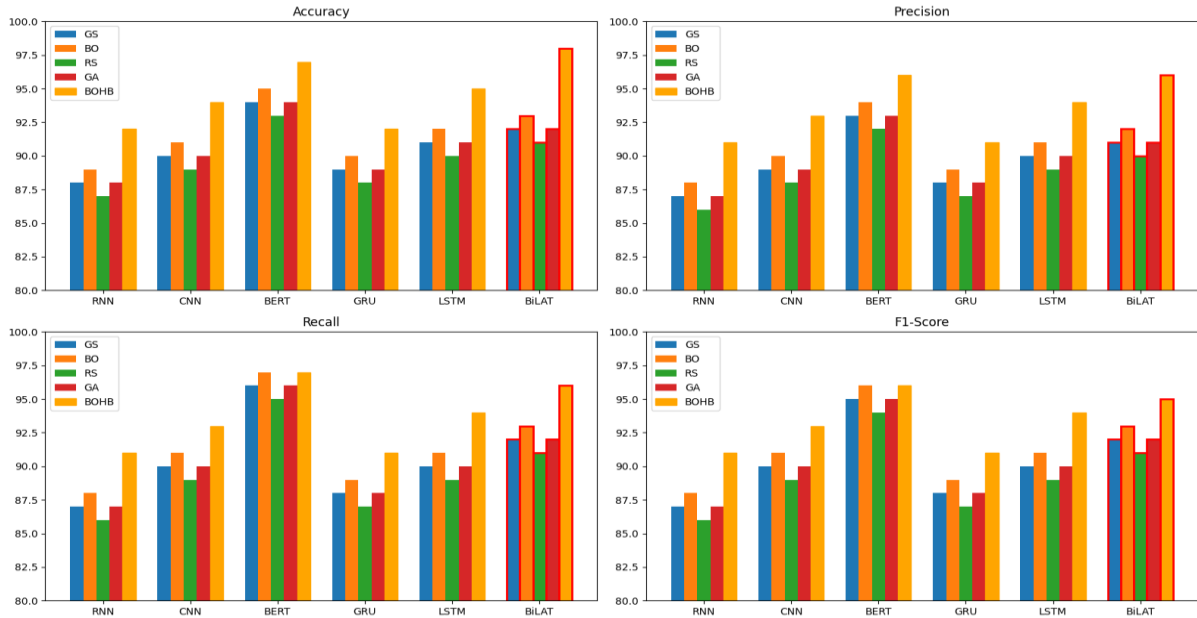 Accuracy
100.0
97.5
95.0
92.5
90.0
87.5
85.0
82.5
80.0
GS
BO
RS
GA
BOHB
RNN CNN BERT GRU LSTM BiLAT
Precision
100.0
97.5
95.0
92.5
90.0
87.5
85.0
82.5
80.0
GS
BO
RS
GA
BOHB
RNN CNN BERT GRU LSTM BiLAT
Recall
100.0
97.5
95.0
92.5
90.0
87.5
85.0
82.5
80.0
GS
BO
RS
GA
BOHB
RNN CNN BERT GRU LSTM BiLAT
F1-Score
100.0
97.5
95.0
92.5
90.0
87.5
85.0
82.5
80.0
GS
BO
RS
GA
BOHB
RNN CNN BERT GRU LSTM BiLAT